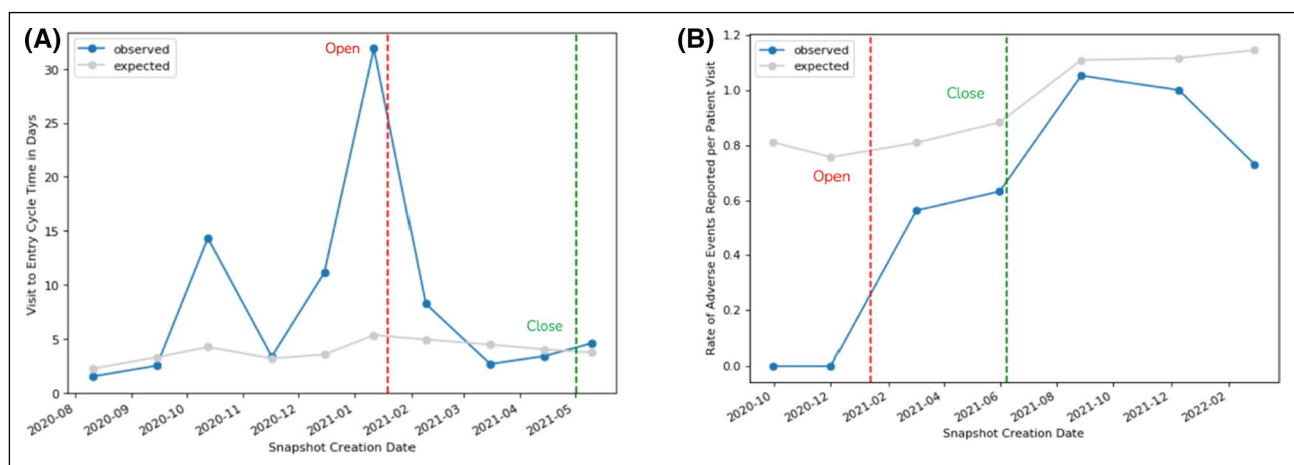 (A)
observed
expected
Open
Close
Visit to Entry Cycle Time in Days
30
25
20
15
10
5
0
2020-08
2020-09
2020-10
2020-11
2020-12
2021-01
2021-02
2021-03
2021-04
2021-05
Snapshot Creation Date
(B)
observed
expected
Close
Open
Rate of Adverse Events Reported per Patient Visit
1.2
1.0
0.8
0.6
0.4
0.2
0.0
2020-10
2020-12
2021-02
2021-04
2021-06
2021-08
2021-10
2021-12
2022-02
Snapshot Creation Date